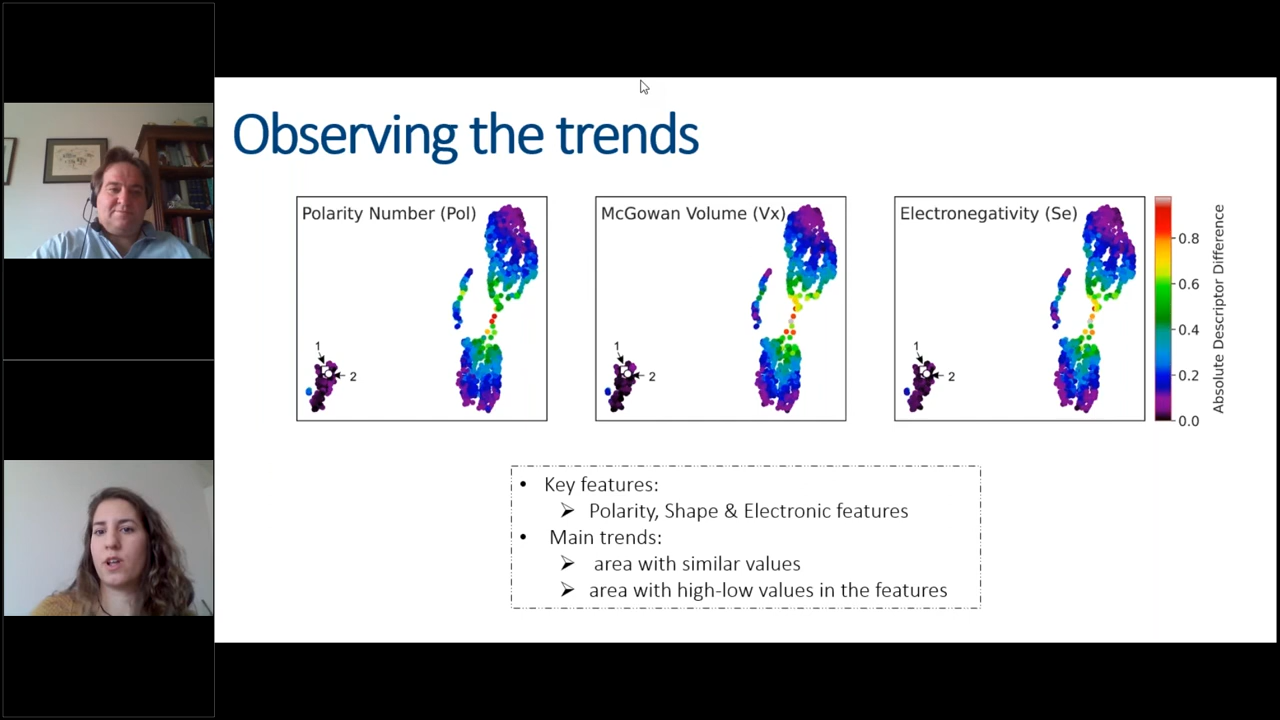 Observing the trends
Polarity Number (Pol)
1
2
McGowan Volume (Vx)
1
2
Electronegativity (Se)
1
2
0.8
0.6
0.4
0.2
0.0
Absolute Descriptor Difference
• Key features:
➢ Polarity, Shape & Electronic features
• Main trends:
➢ area with similar values
➢ area with high-low values in the features